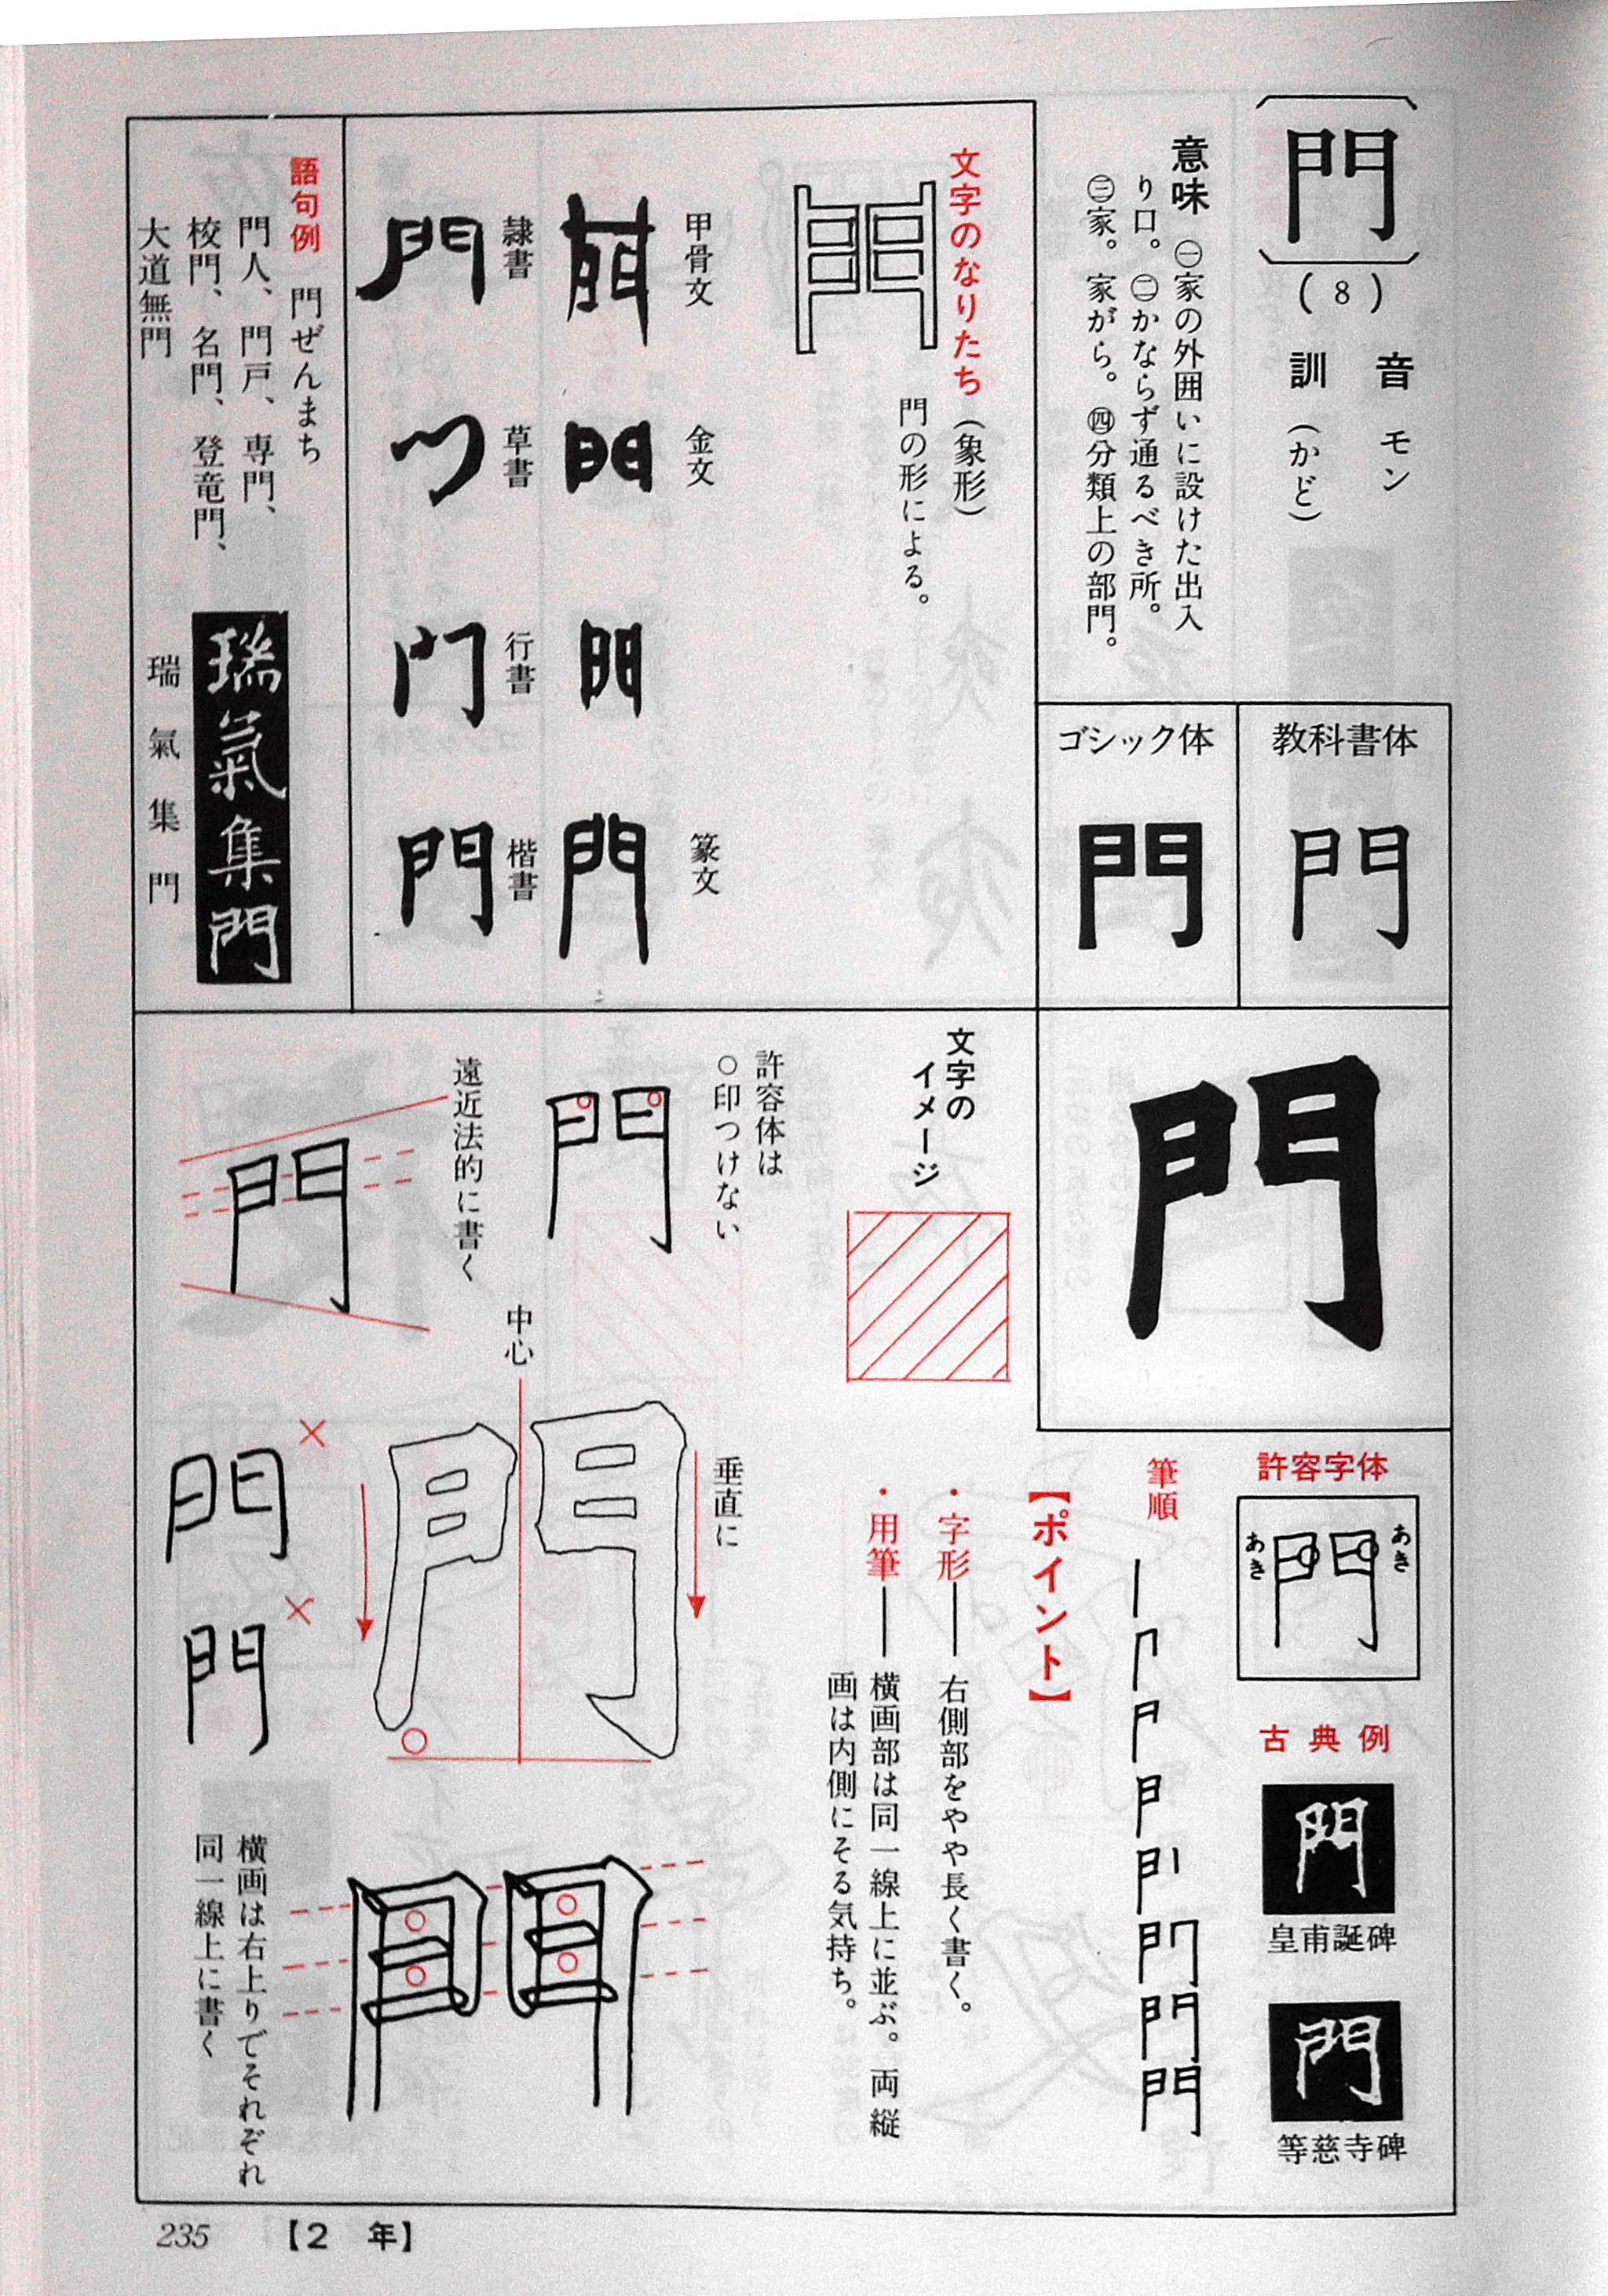 門
(8)
音 モン
訓 (かど)
意味 ㊀家の外囲いに設けた出入
り口。㊁かならず通るべき所。
㊂家。家がら。㊃分類上の部門。
教科書体
門
ゴシック体
門
門
許容字体
あき
門
あき
古典例
門
皇甫誕碑
門
等慈寺碑
筆順
門
【ポイント】
・字形――右側部をやや長く書く。
・用筆――横画部は同一線上に並ぶ。両縦
画は内側にそる気持ち。
文字のなりたち(象形)
門の形による。
甲骨文
金文
篆文
隷書
草書
行書
楷書
門
語句例 門ぜんまち
門人、門戸、専門、
校門、名門、登竜門、
大道無門
瑞氣集門
瑞氣集門
文字の
イメージ
許容体は
○印つけない
門
遠近法的に書く
門
中心
垂直に
門
×
門
×
門
門
横画は右上りでそれぞれ
同一線上に書く
235 【2年】